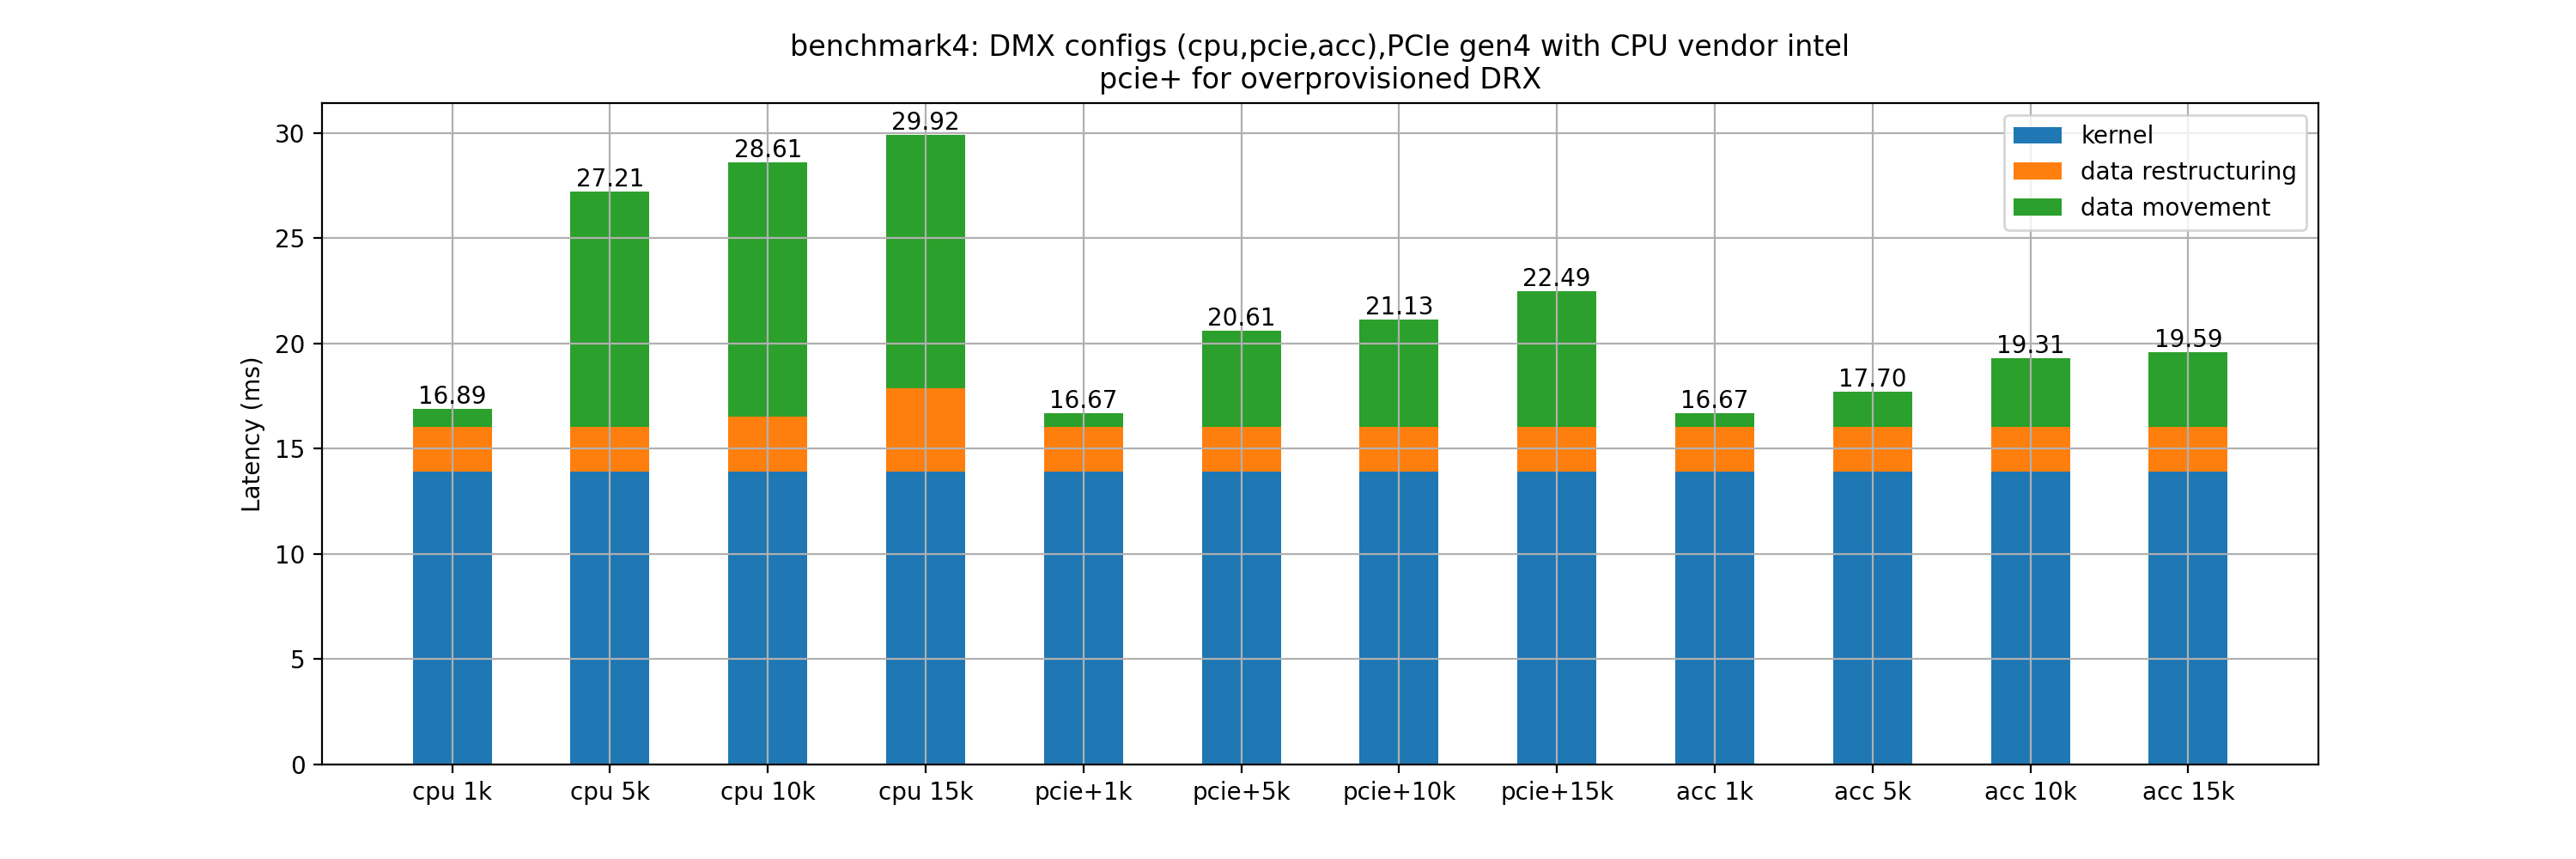 benchmark4: DMX configs (cpu,pcie,acc),PCIe gen4 with CPU vendor intel
pcie+ for overprovisioned DRX
kernel
data restructuring
data movement
Latency (ms)
30
25
20
15
10
5
0
16.89
27.21
28.61
29.92
16.67
20.61
21.13
22.49
16.67
17.70
19.31
19.59
cpu 1k
cpu 5k
cpu 10k
cpu 15k
pcie+1k
pcie+5k
pcie+10k
pcie+15k
acc 1k
acc 5k
acc 10k
acc 15k